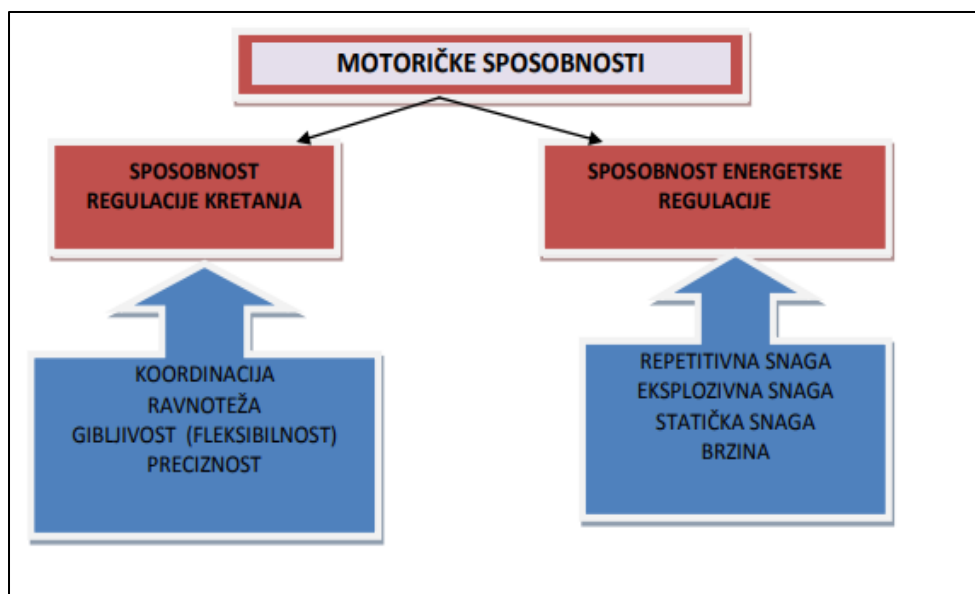 MOTORIČKE SPOSOBNOSTI
SPOSOBNOST
REGULACIJE KRETANJA
SPOSOBNOST ENERGETSKE
REGULACIJE
KOORDINACIJA
RAVNOTEŽA
GIBLJIVOST (FLEKSIBILNOST)
PRECIZNOST
REPETITIVNA SNAGA
EKSPLOZIVNA SNAGA
STATIČKA SNAGA
BRZINA